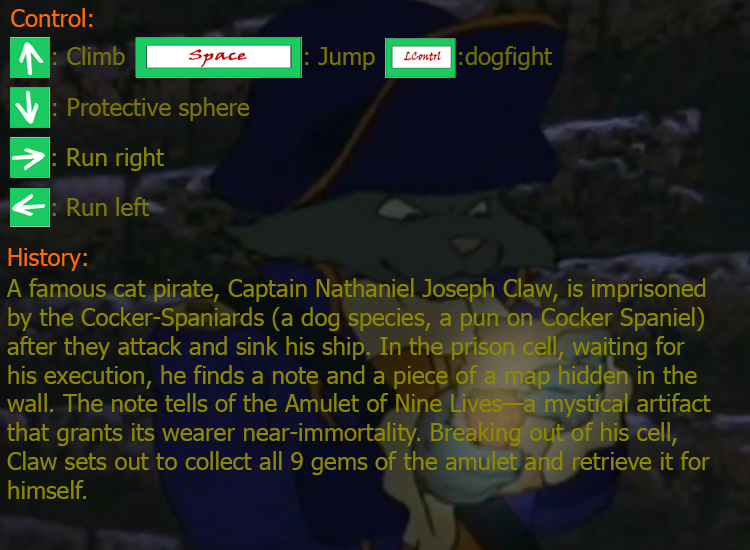 Control:
: Climb Space : Jump LContrl :dogfight
: Protective sphere
: Run right
: Run left
History:
A famous cat pirate, Captain Nathaniel Joseph Claw, is imprisoned
by the Cocker-Spaniards (a dog species, a pun on Cocker Spaniel)
after they attack and sink his ship. In the prison cell, waiting for
his execution, he finds a note and a piece of a map hidden in the
wall. The note tells of the Amulet of Nine Lives—a mystical artifact
that grants its wearer near-immortality. Breaking out of his cell,
Claw sets out to collect all 9 gems of the amulet and retrieve it for
himself.